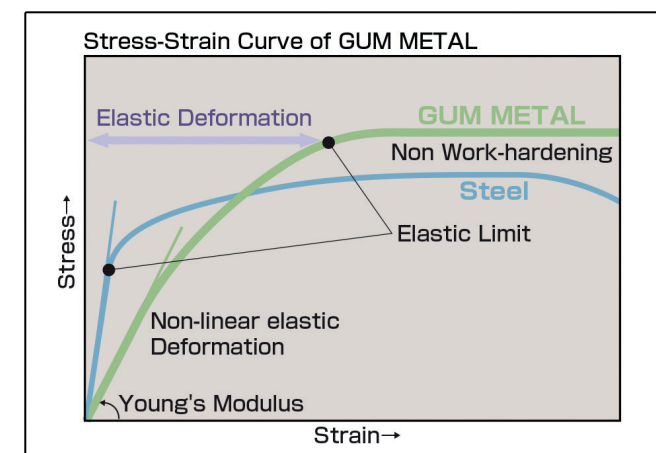 Stress-Strain Curve of GUM METAL
Elastic Deformation
GUM METAL
Non Work-hardening
Steel
Elastic Limit
Stress→
Non-linear elastic
Deformation
Young's Modulus
Strain→